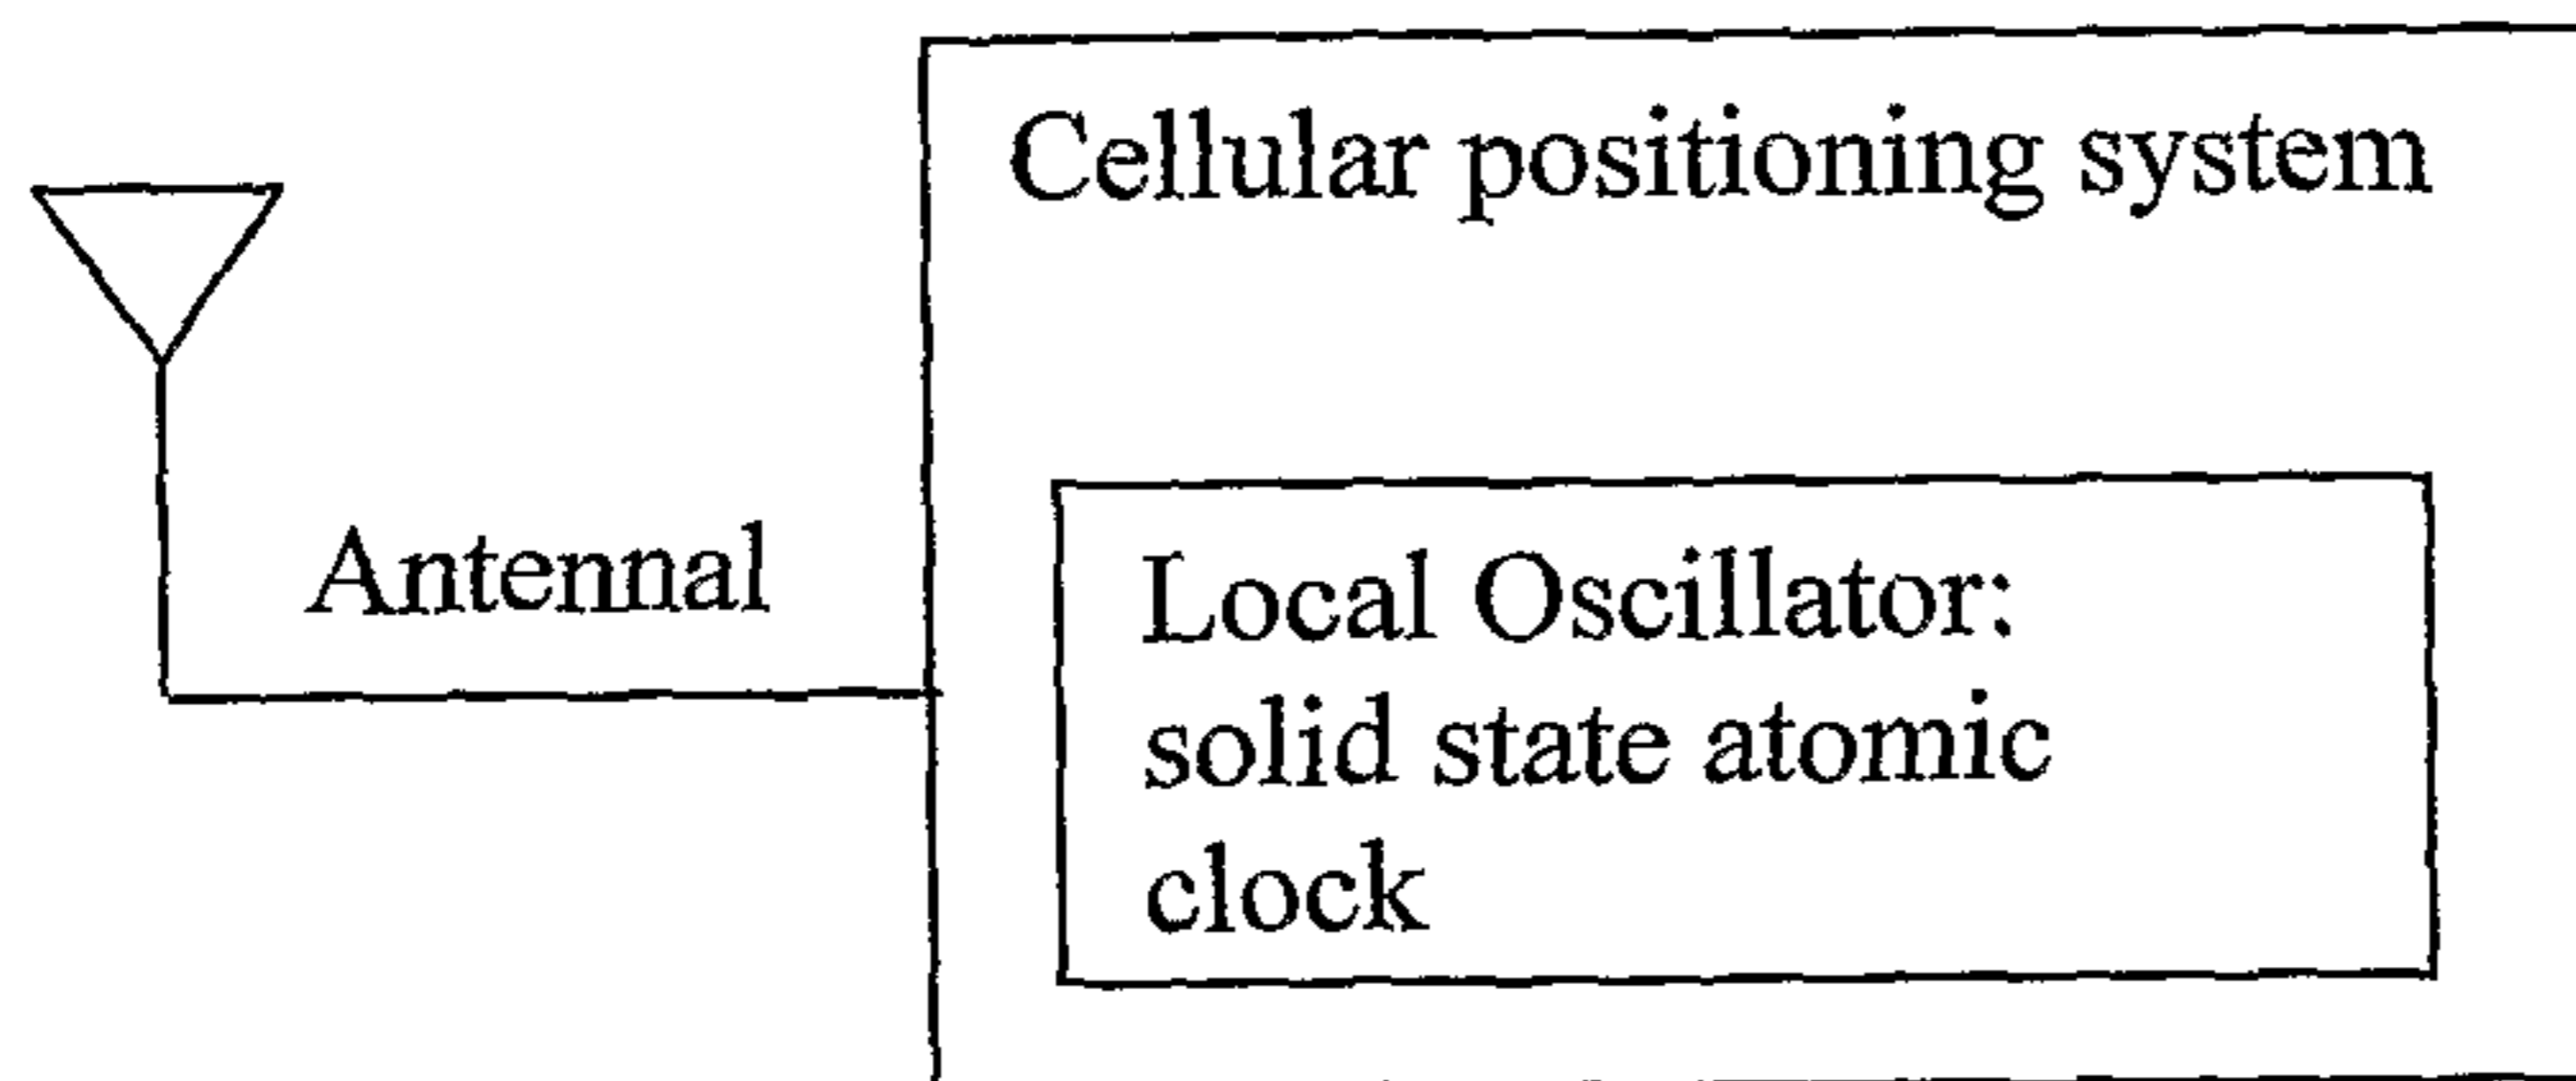 Cellular positioning system
Antennal
Local Oscillator:
solid state atomic
clock